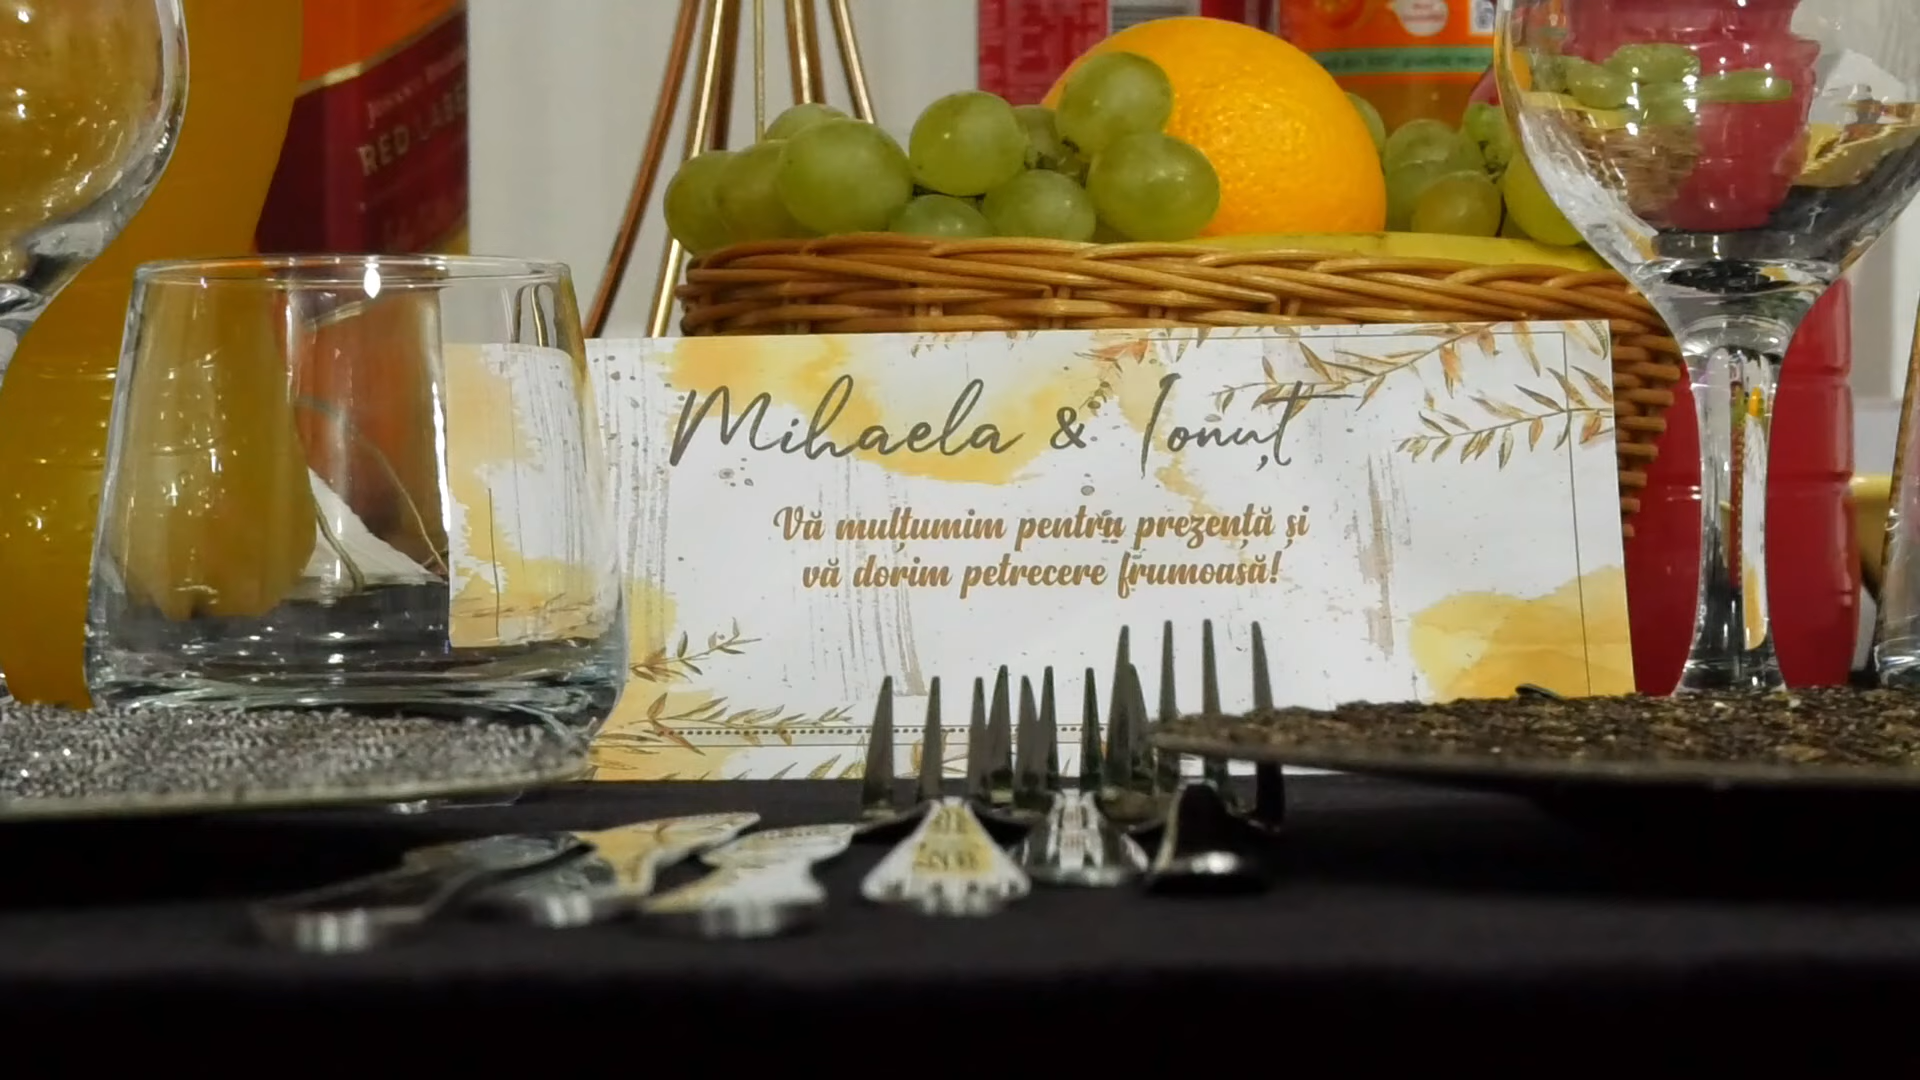 RED LABEL
Mihaela & Ionuț
Vă mulțumim pentru prezență și
vă dorim petrecere frumoasă!